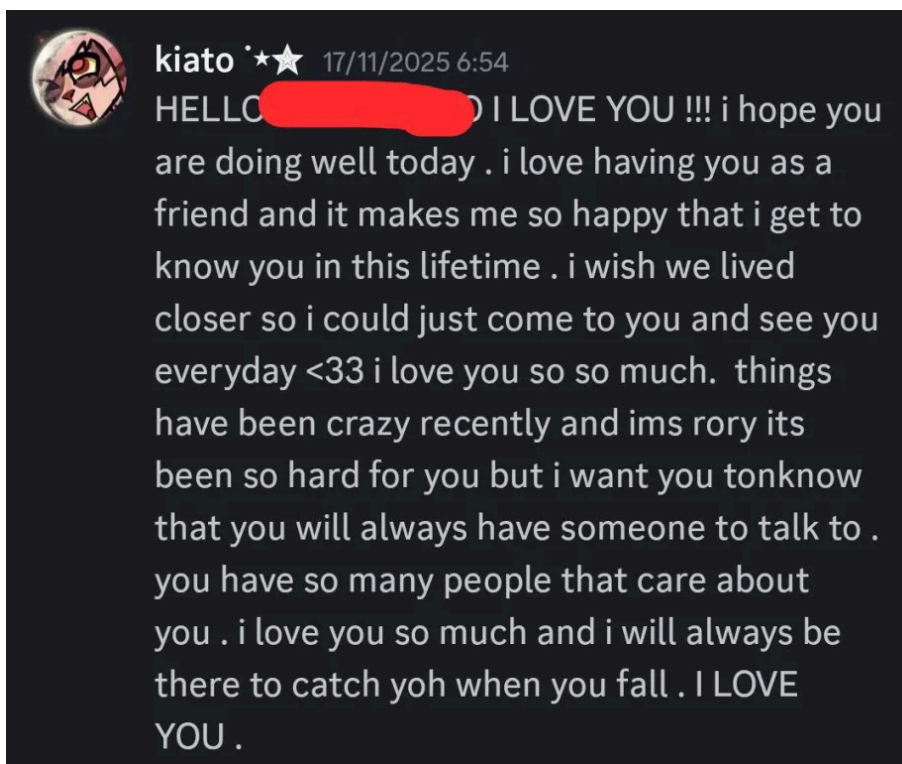 kiato ⋆★ 17/11/2025 6:54
HELLO I LOVE YOU !!! i hope you
are doing well today . i love having you as a
friend and it makes me so happy that i get to
know you in this lifetime . i wish we lived
closer so i could just come to you and see you
everyday <33 i love you so so much.  things
have been crazy recently and ims rory its
been so hard for you but i want you tonknow
that you will always have someone to talk to .
you have so many people that care about
you . i love you so much and i will always be
there to catch yoh when you fall . I LOVE
YOU .